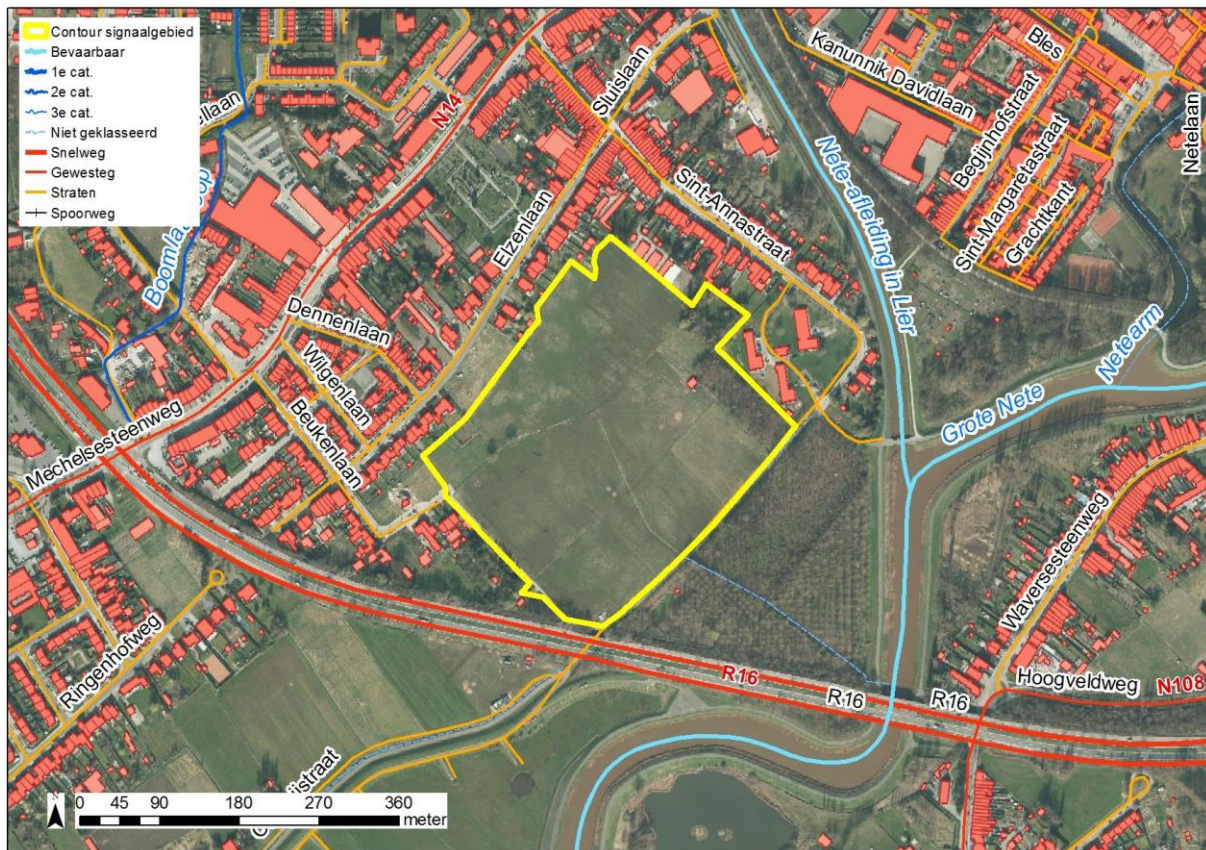 Contour signaalgebied
Bevaarbaar
1e cat.
2e cat.
3e cat.
Niet geklasseerd
Snelweg
Gewesteg
Straten
Spoorweg
N14
Sluislaan
Kanunnik Davidlaan
Bles
Begijnhofstraat
Sint-Margaretastraat
Grachtkant
Netelaan
Nete-afleiding in Lier
Sint-Annastraat
Elzenlaan
Dennenlaan
Wilgenlaan
Beukenlaan
Mechelsesteenweg
Grote Nete
Netearm
Waversesteenweg
Ringenhofweg
R16
R16
R16
Hoogveldweg
N108
0 45 90 180 270 360
meter
N